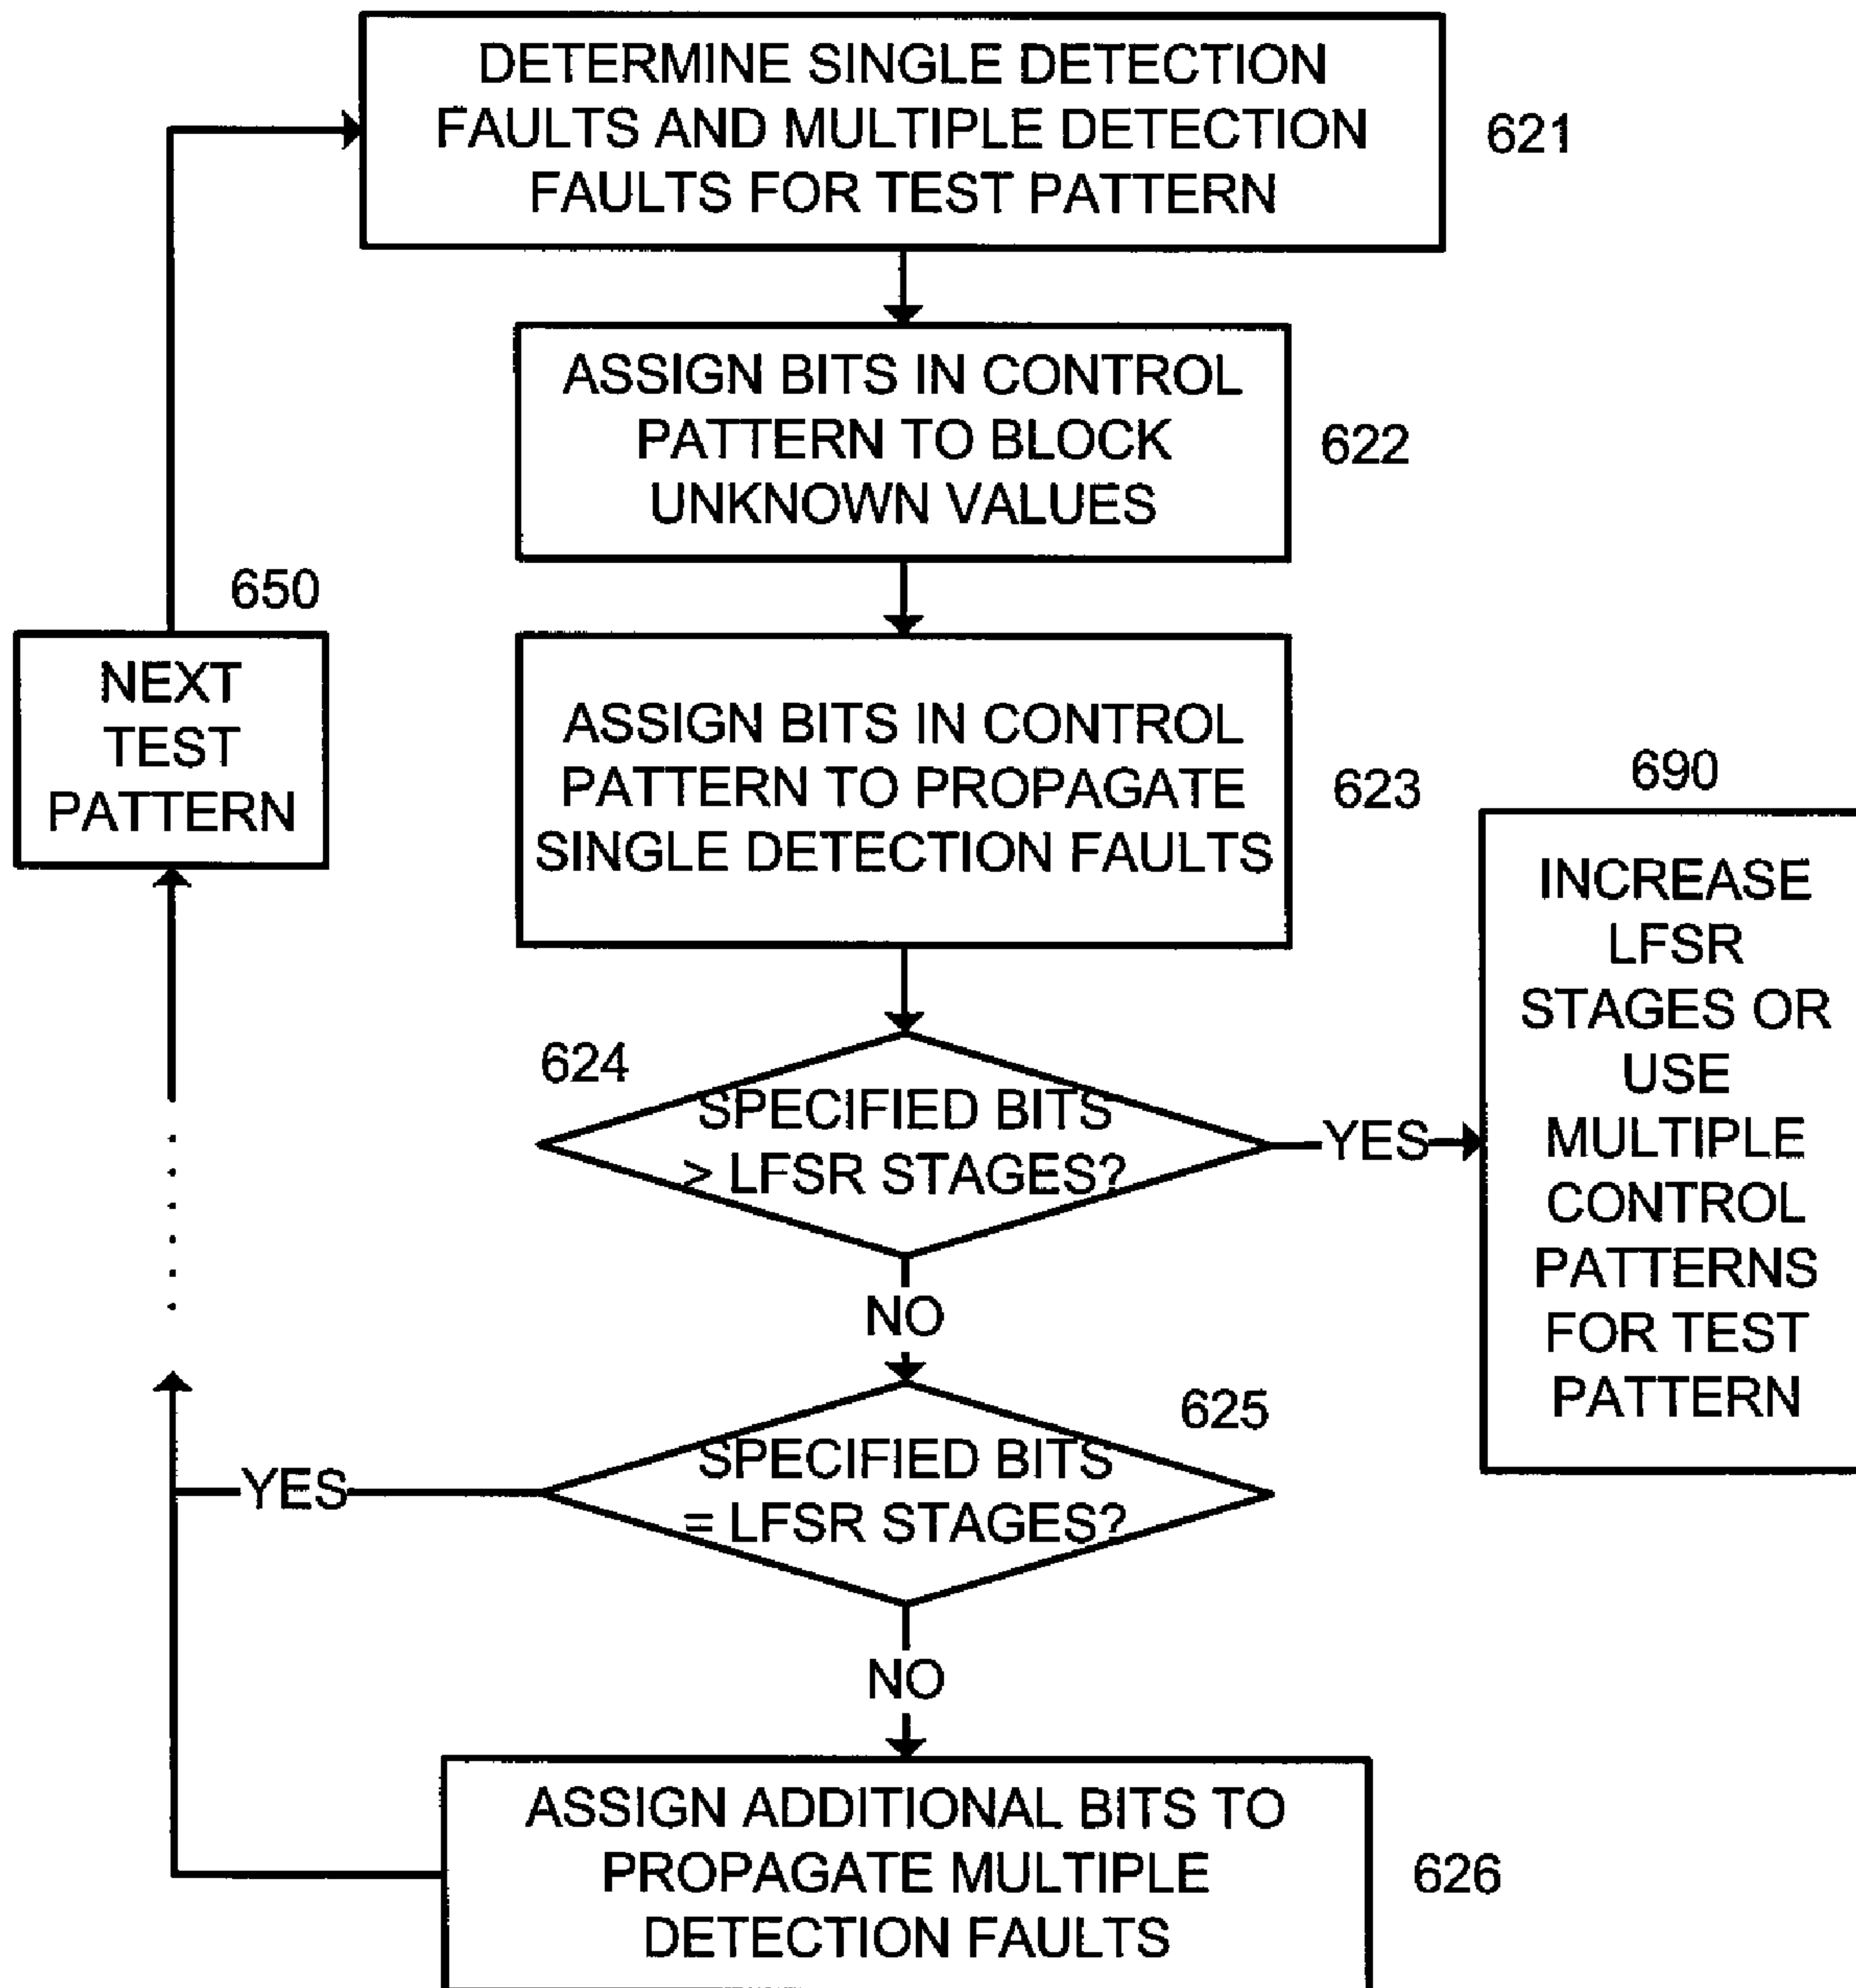 DETERMINE SINGLE DETECTION
FAULTS AND MULTIPLE DETECTION
FAULTS FOR TEST PATTERN
621
ASSIGN BITS IN CONTROL
PATTERN TO BLOCK
UNKNOWN VALUES
622
650
NEXT
TEST
PATTERN
ASSIGN BITS IN CONTROL
PATTERN TO PROPAGATE
SINGLE DETECTION FAULTS
623
690
INCREASE
LFSR
STAGES OR
USE
MULTIPLE
CONTROL
PATTERNS
FOR TEST
PATTERN
624
SPECIFIED BITS
> LFSR STAGES?
YES
NO
625
SPECIFIED BITS
= LFSR STAGES?
YES
NO
ASSIGN ADDITIONAL BITS TO
PROPAGATE MULTIPLE
DETECTION FAULTS
626